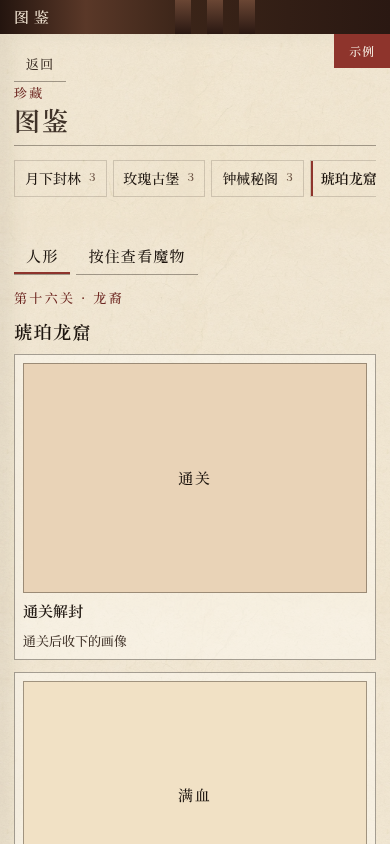 图鉴
示例
返回
珍藏
图鉴
月下封林 3
玫瑰古堡 3
钟械秘阁 3
琥珀龙窟
人形
按住查看魔物
第十六关 · 龙裔
琥珀龙窟
通关
通关解封
通关后收下的画像
满血